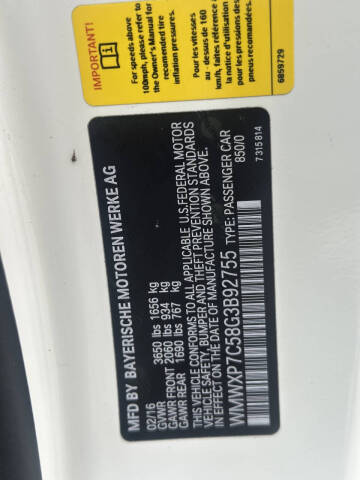 IMPORTANT!
For speeds above
100mph, please refer to
the Owner's Manual for
recommended tire
inflation pressures.
Pour les vitesses
au - dessus de 160
km/h, faites référence à
la notice d'utilisation
pour les pressions des
pneus recommandées.
6859729
MFD BY BAYERISCHE MOTOREN WERKE AG
02/16
GVWR 3650 lbs 1656 kg
GAWR FRONT 2060 lbs 934 kg
GAWR REAR 1690 lbs 767 kg
THIS VEHICLE CONFORMS TO ALL APPLICABLE U.S. FEDERAL MOTOR
VEHICLE SAFETY, BUMPER, AND THEFT PREVENTION STANDARDS
IN EFFECT ON THE DATE OF MANUFACTURE SHOWN ABOVE.
WMWXP7C58G3B92755 TYPE: PASSENGER CAR
850/0
7315814